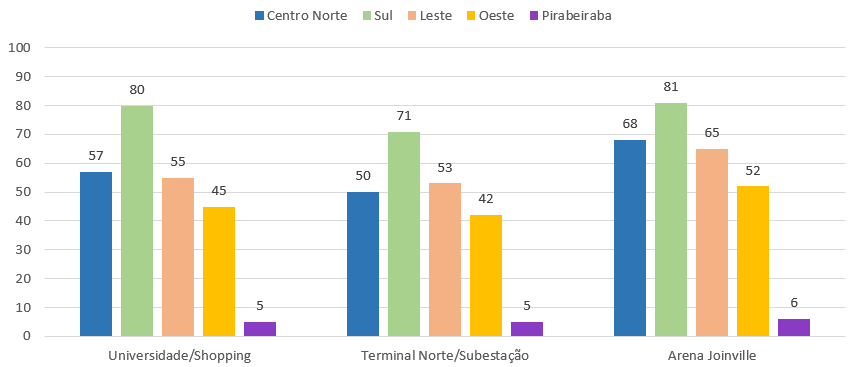 Centro Norte Sul Leste Oeste Pirabeiraba
100
90
80
70
60
50
40
30
20
10
0
57 80 55 45 5
50 71 53 42 5
68 81 65 52 6
Universidade/Shopping Terminal Norte/Subestação Arena Joinville